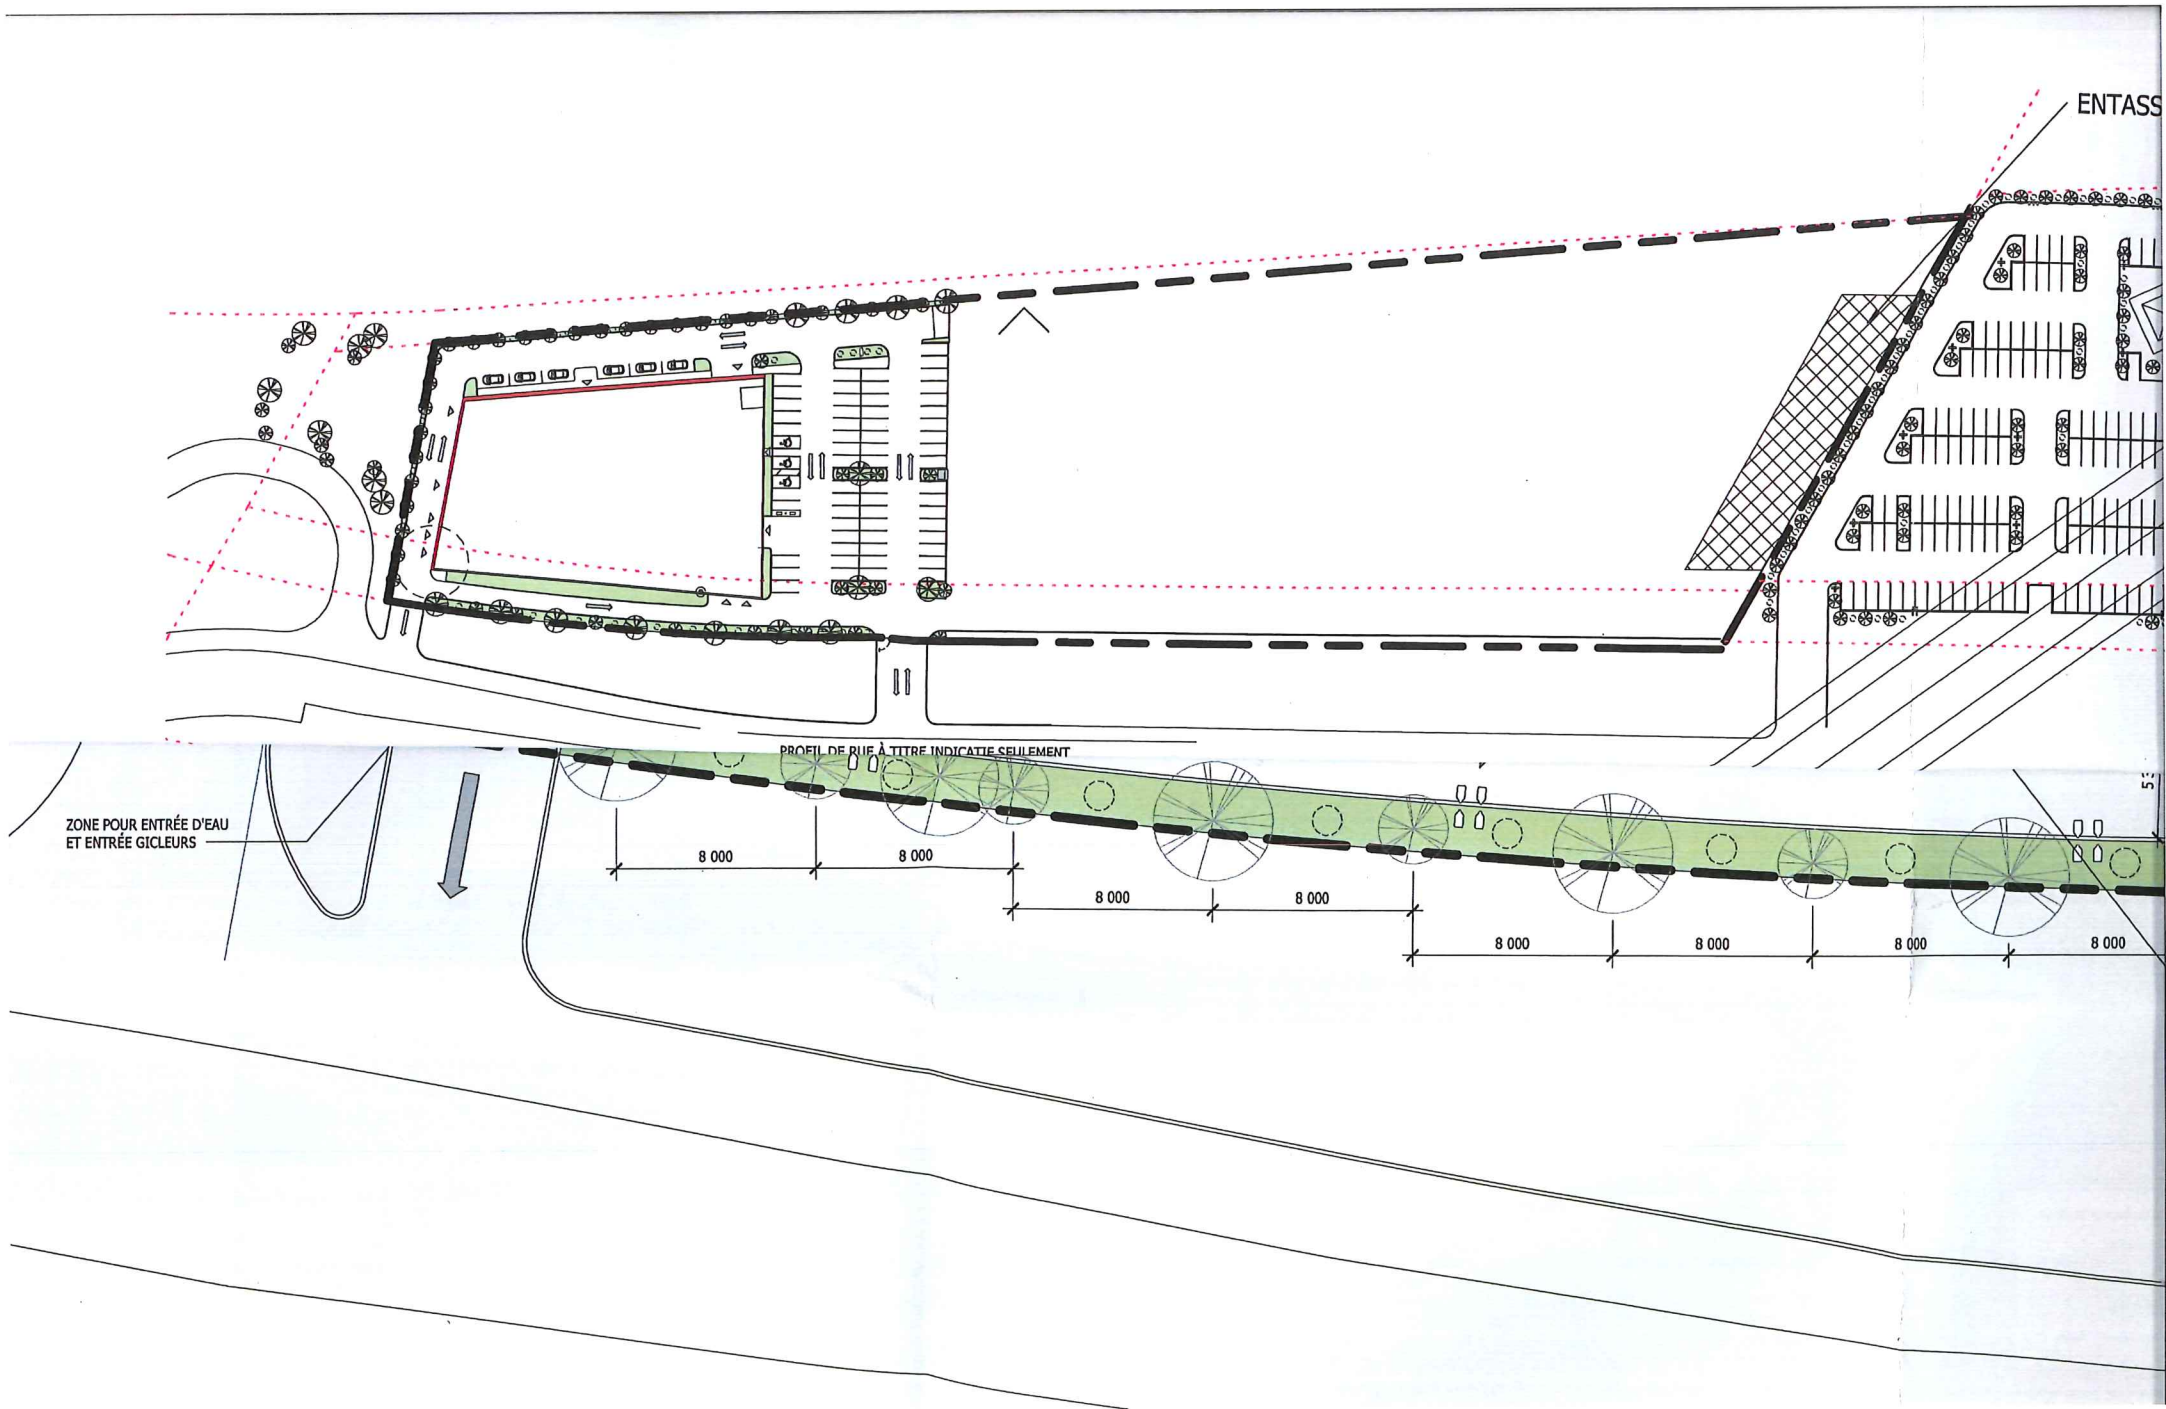 ENTASS
PROFIL DE RUE À TITRE INDICATIF SEULEMENT
ZONE POUR ENTRÉE D'EAU
ET ENTRÉE GICLEURS
8 000
8 000
8 000
8 000
8 000
8 000
8 000
8 000